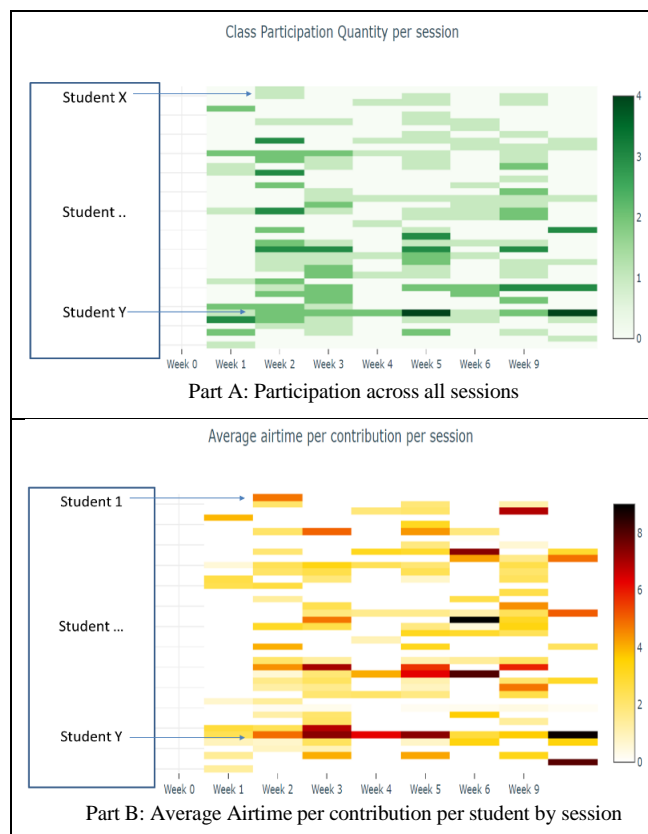 Class Participation Quantity per session
Student X
Student ..
Student Y
4
3
2
1
0
Week 0 Week 1 Week 2 Week 3 Week 4 Week 5 Week 6 Week 9
Part A: Participation across all sessions
Average airtime per contribution per session
Student 1
Student ...
Student Y
8
6
4
2
0
Week 0 Week 1 Week 2 Week 3 Week 4 Week 5 Week 6 Week 9
Part B: Average Airtime per contribution per student by session